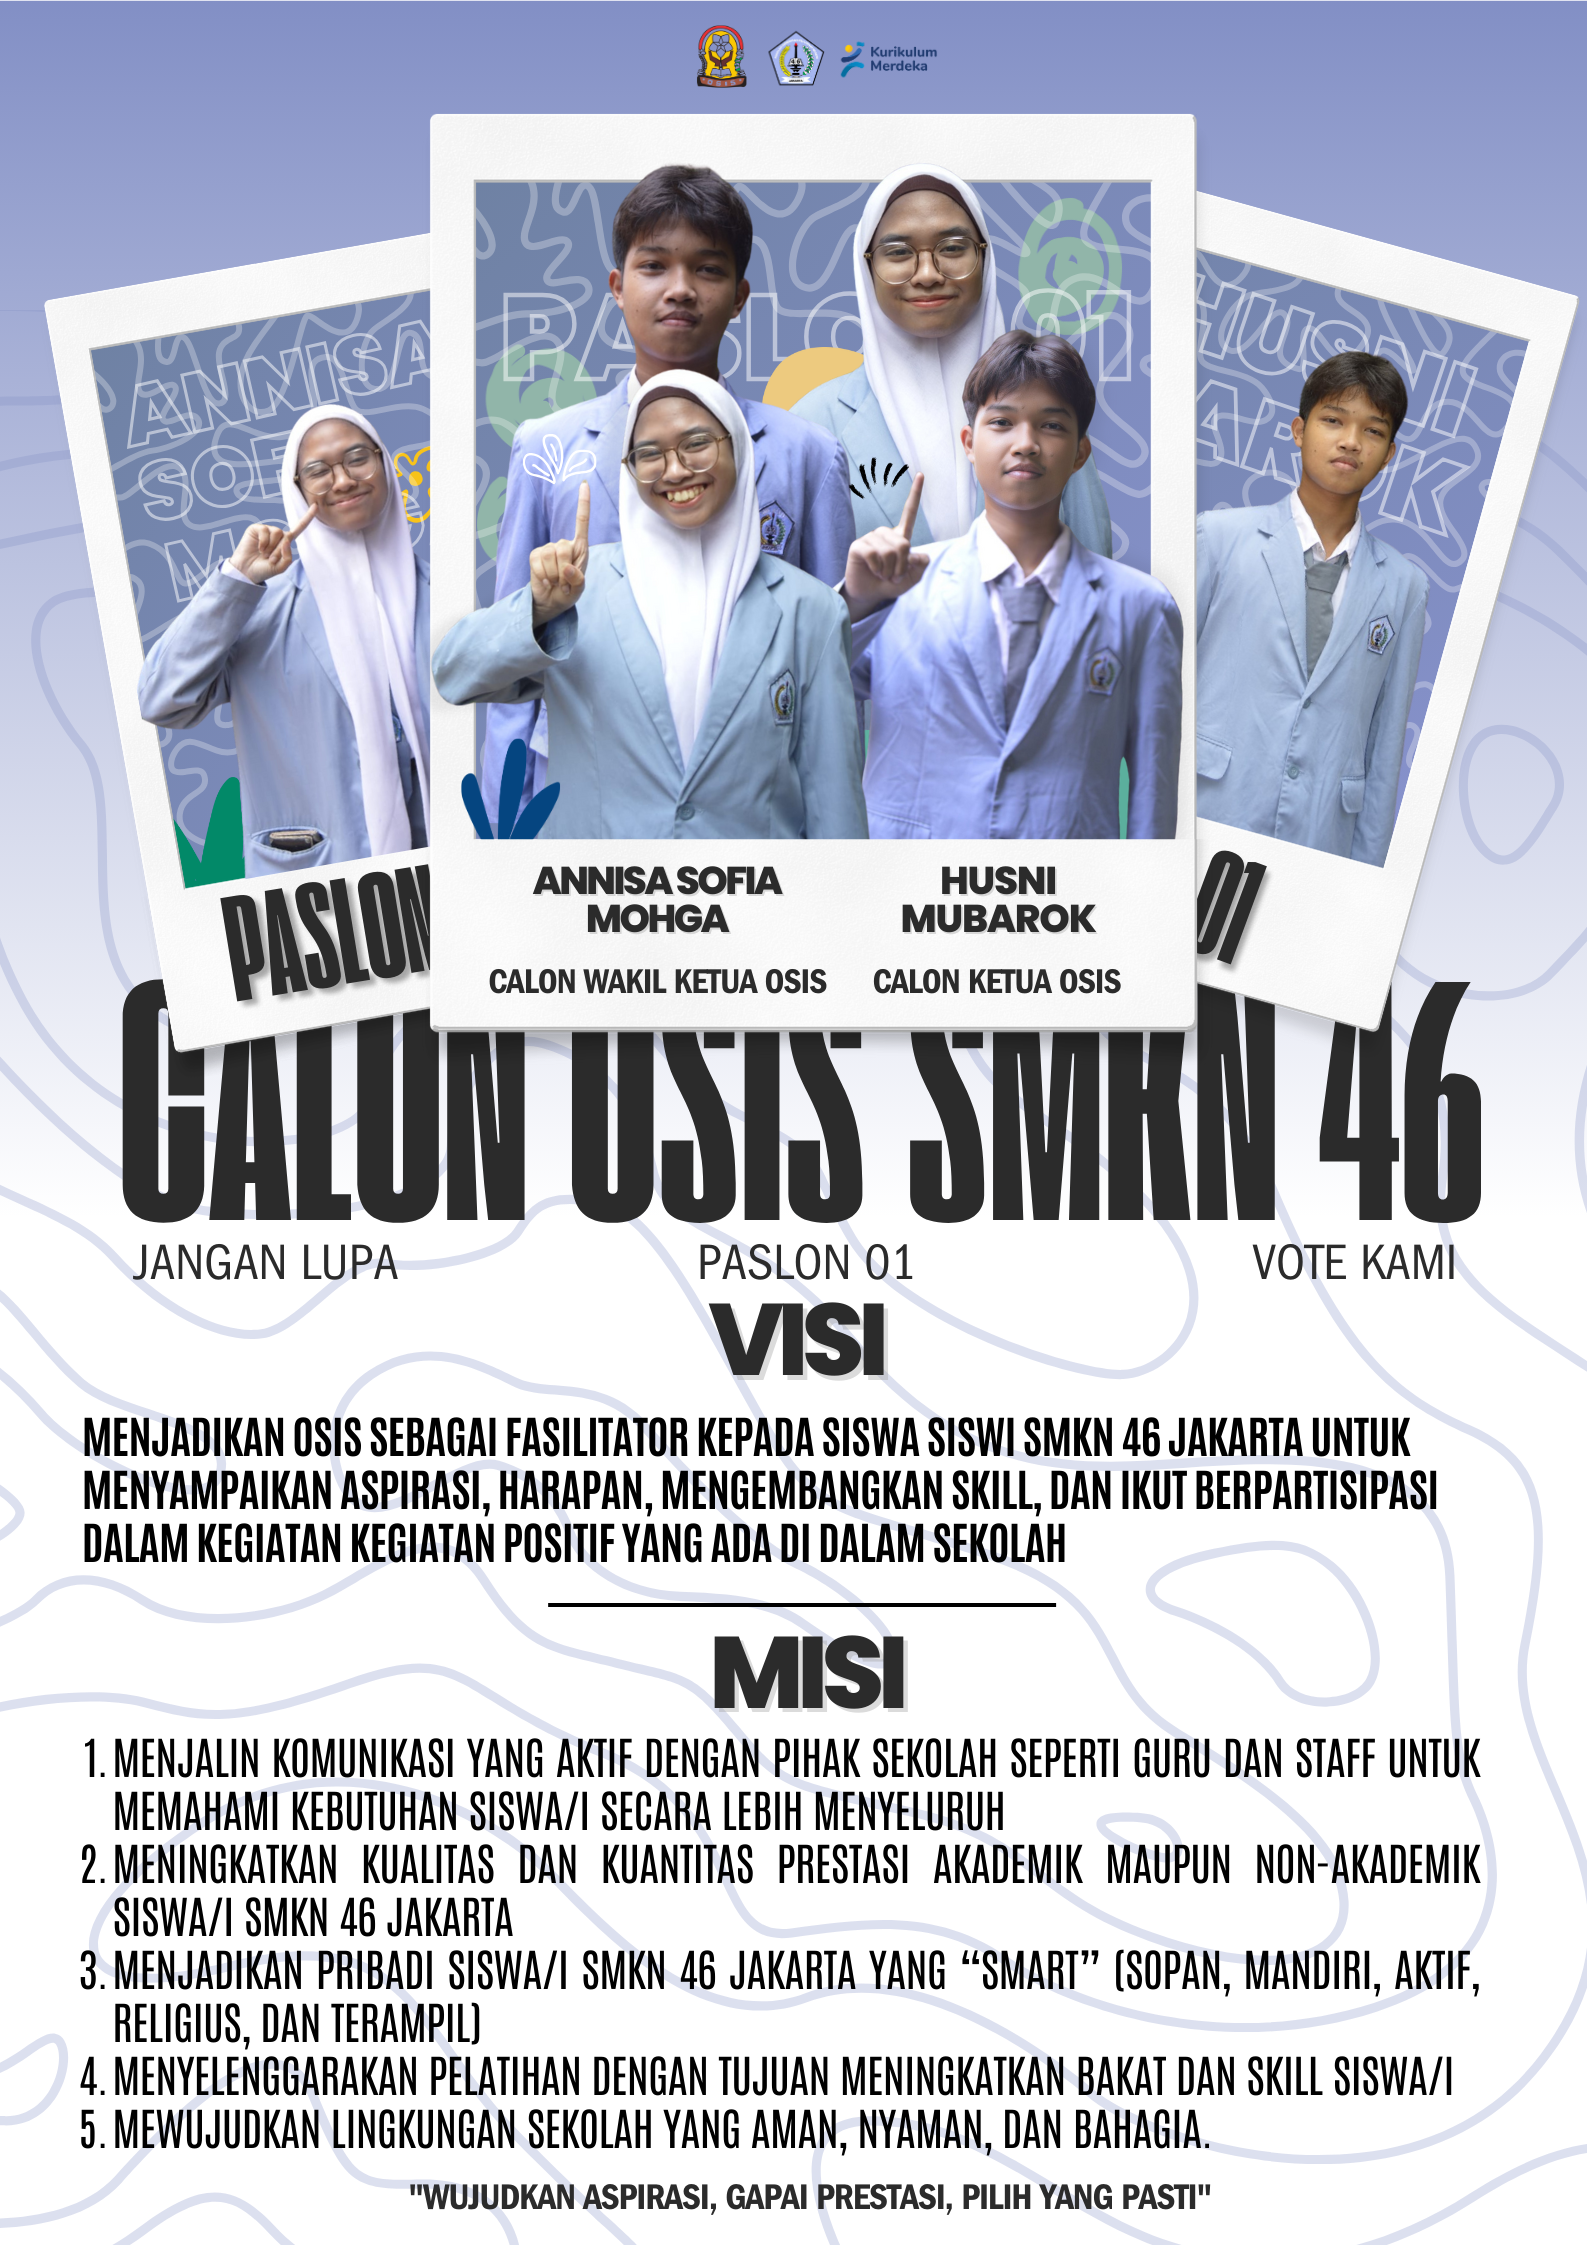 Kurikulum
Merdeka
ANNISA
HUSNI
PASLON 01
ANNISA SOFIA
MOHGA
CALON WAKIL KETUA OSIS
HUSNI
MUBAROK
CALON KETUA OSIS
PASLON
01
CALON OSIS SMKN 46
JANGAN LUPA
PASLON 01
VOTE KAMI
VISI
MENJADIKAN OSIS SEBAGAI FASILITATOR KEPADA SISWA SISWI SMKN 46 JAKARTA UNTUK
MENYAMPAIKAN ASPIRASI, HARAPAN, MENGEMBANGKAN SKILL, DAN IKUT BERPARTISIPASI
DALAM KEGIATAN KEGIATAN POSITIF YANG ADA DI DALAM SEKOLAH
MISI
1. MENJALIN KOMUNIKASI YANG AKTIF DENGAN PIHAK SEKOLAH SEPERTI GURU DAN STAFF UNTUK
MEMAHAMI KEBUTUHAN SISWA/I SECARA LEBIH MENYELURUH
2. MENINGKATKAN KUALITAS DAN KUANTITAS PRESTASI AKADEMIK MAUPUN NON-AKADEMIK
SISWA/I SMKN 46 JAKARTA
3. MENJADIKAN PRIBADI SISWA/I SMKN 46 JAKARTA YANG “SMART” (SOPAN, MANDIRI, AKTIF,
RELIGIUS, DAN TERAMPIL)
4. MENYELENGGARAKAN PELATIHAN DENGAN TUJUAN MENINGKATKAN BAKAT DAN SKILL SISWA/I
5. MEWUJUDKAN LINGKUNGAN SEKOLAH YANG AMAN, NYAMAN, DAN BAHAGIA.
"WUJUDKAN ASPIRASI, GAPAI PRESTASI, PILIH YANG PASTI"